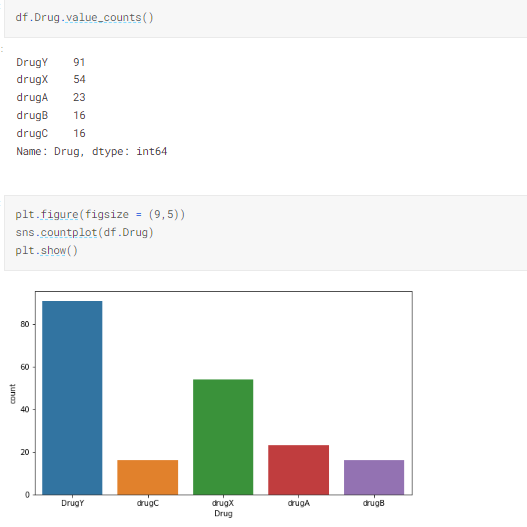 df.Drug.value_counts()
:
DrugY 91
drugX 54
drugA 23
drugB 16
drugC 16
Name: Drug, dtype: int64
plt.figure(figsize = (9,5))
sns.countplot(df.Drug)
plt.show()
80
60
40
20
0
count
DrugY drugC drugX drugA drugB
Drug